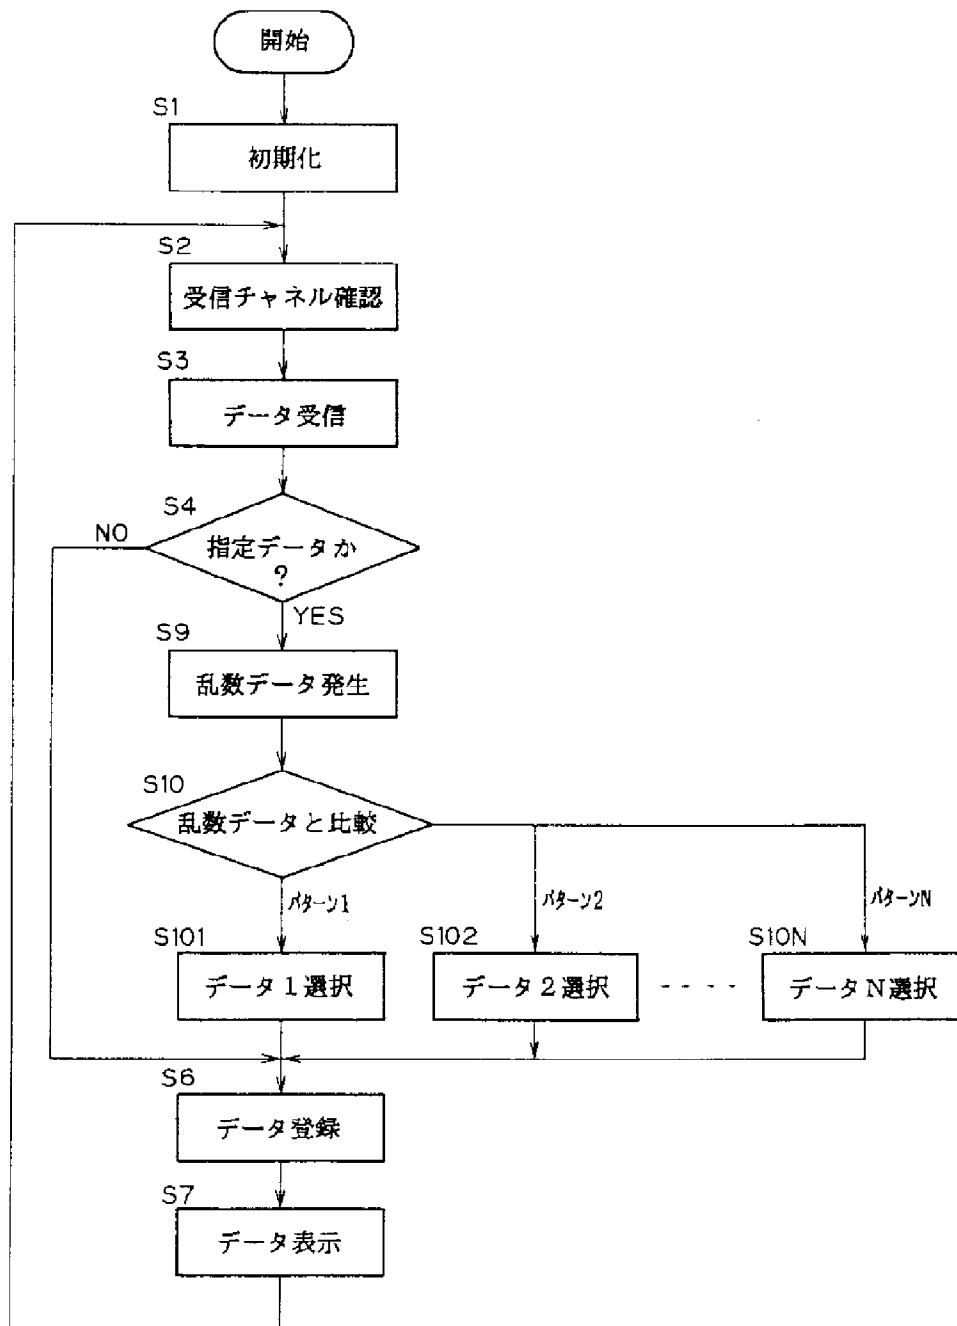 開始
S1
初期化
S2
受信チャネル確認
S3
データ受信
S4
NO
指定データか
?
YES
S9
乱数データ発生
S10
乱数データと比較
パターン1
パターン2
パターンN
S101
S102
S10N
データ1選択
データ2選択
データN選択
S6
データ登録
S7
データ表示